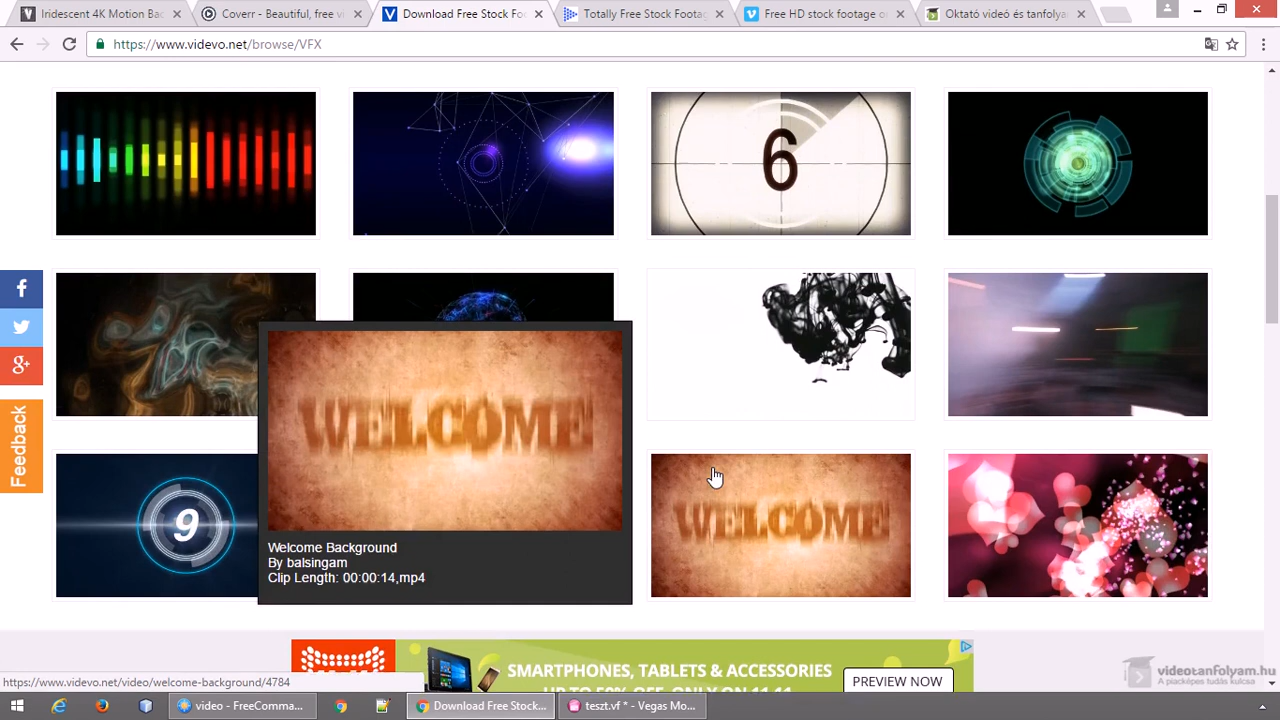 Iridescent 4K Motion Bac
Coverr - Beautiful, free vi
Download Free Stock Fo
Totally Free Stock Footag
Free HD stock footage o
Oktató videó és tanfolya
https://www.videvo.net/browse/VFX
6
WELCOME
Welcome Background
By balsingam
Clip Length: 00:00:14,mp4
9
WELCOME
Feedback
SMARTPHONES, TABLETS & ACCESSORIES
PREVIEW NOW
https://www.videvo.net/video/welcome-background/4784
videotanfolyam.hu
A piacképes tudás kulcsa
video - FreeComma...
Download Free Stock...
teszt.vf * - Vegas Mo...